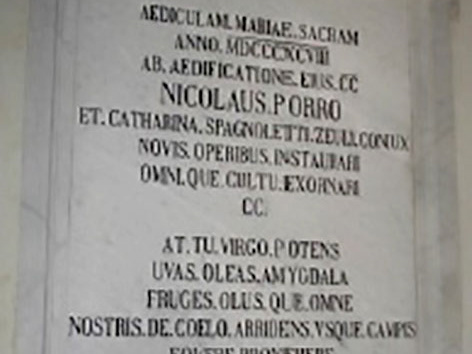 AEDICULAM. MARIAE. SACRAM
ANNO. MDCCCXCVIII
AB. AEDIFICATIONE. EIUS. CC
NICOLAUS. PORRO
ET. CATHARINA. SPAGNOLETTI. ZEULI. CONIUX
NOVIS. OPERIBUS. INSTAURARI
OMNI. QUE. CULTU. EXORNARI
CC.
AT. TU. VIRGO. POTENS
UVAS. OLEAS. AMYGDALA
FRUGES. OLUS. QUE. OMNE
NOSTRIS. DE. COELO. ARRIDENS. VSQUE. CAMPIS